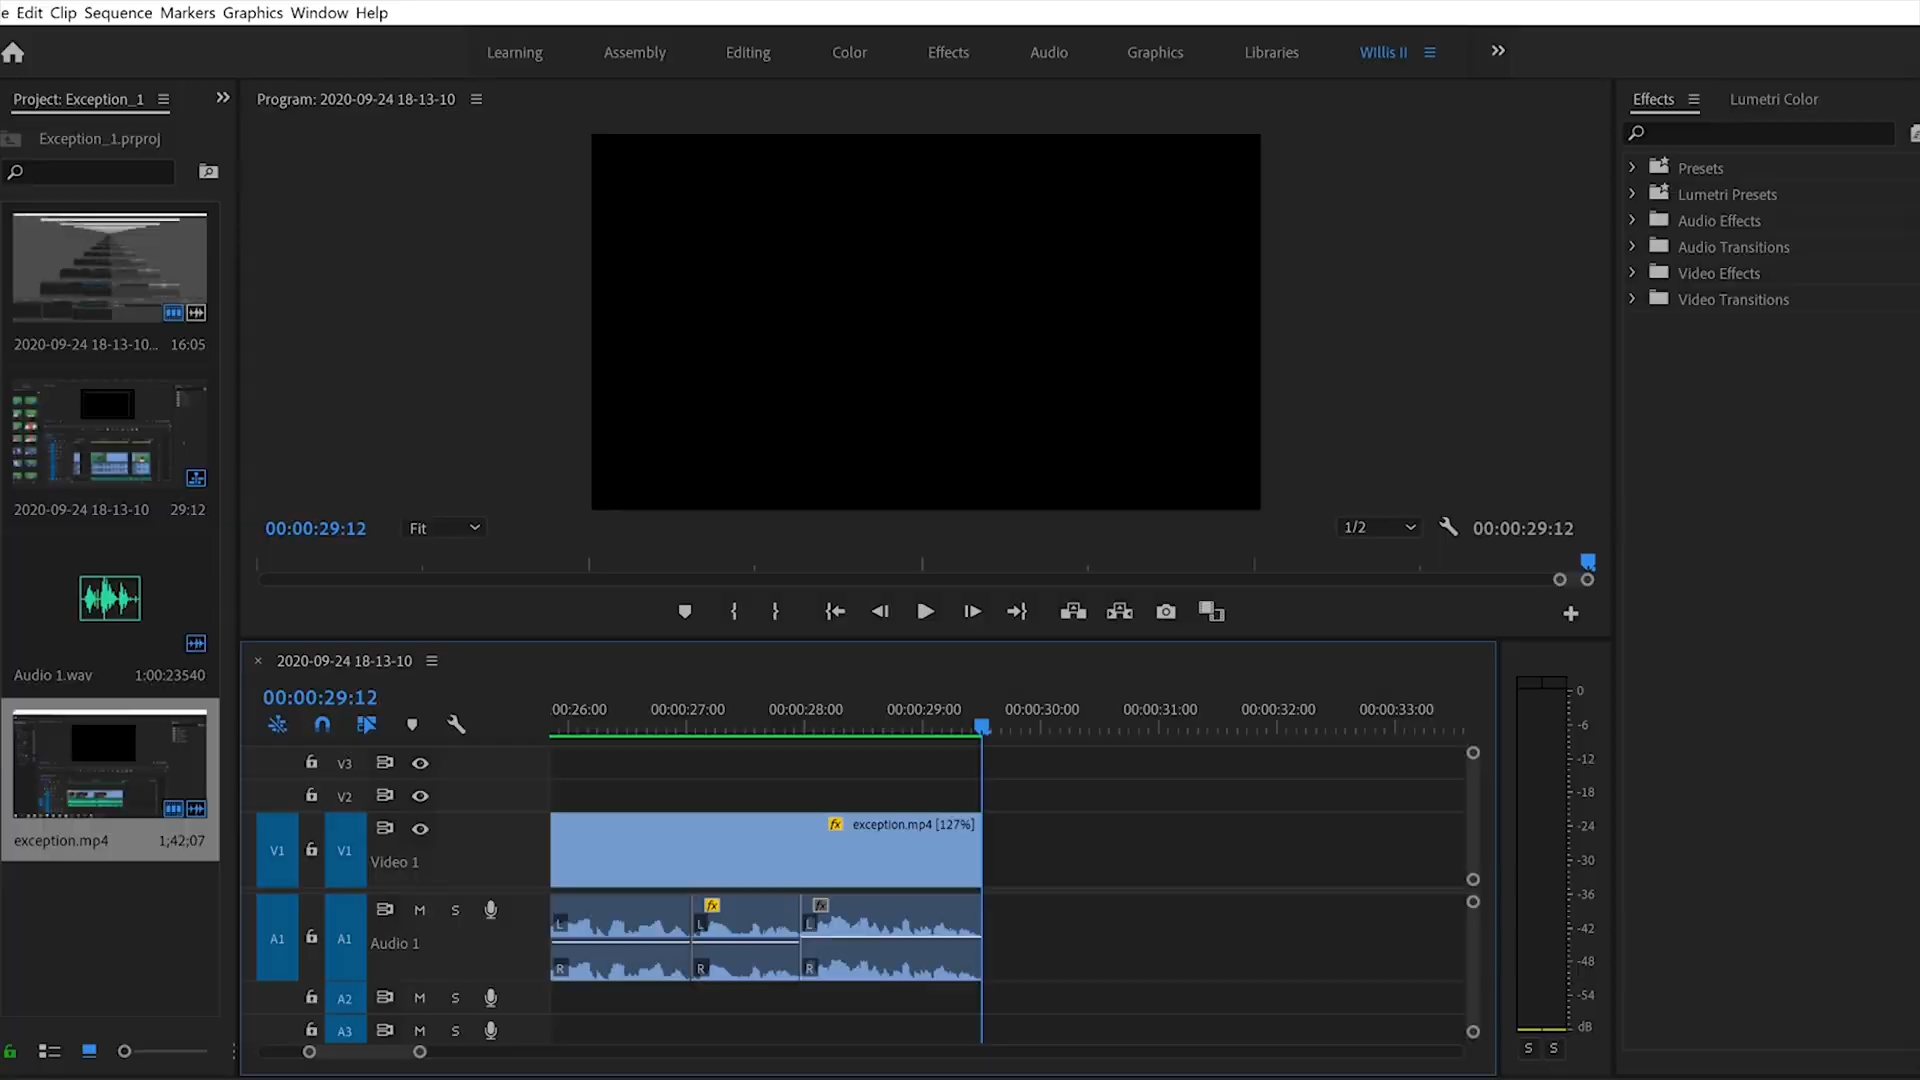 e Edit Clip Sequence Markers Graphics Window Help
Learning Assembly Editing Color Effects Audio Graphics Libraries WIllis II
Project: Exception_1
Exception_1.prproj
2020-09-24 18-13-10... 16:05
2020-09-24 18-13-10 29:12
Audio 1.wav 1:00:23540
exception.mp4 1;42;07
Program: 2020-09-24 18-13-10
00:00:29:12 Fit 1/2 00:00:29:12
2020-09-24 18-13-10
00:00:29:12
00:26:00 00:00:27:00 00:00:28:00 00:00:29:00 00:00:30:00 00:00:31:00 00:00:32:00 00:00:33:00
V3
V2
fx exception.mp4 [127%]
V1 V1
Video 1
fx fx
M S
L L L
A1 A1
Audio 1
R R R
A2 M S
A3 M S
0
-6
-12
-18
-24
-30
-36
-42
-48
-54
dB
S S
Effects Lumetri Color
Presets
Lumetri Presets
Audio Effects
Audio Transitions
Video Effects
Video Transitions